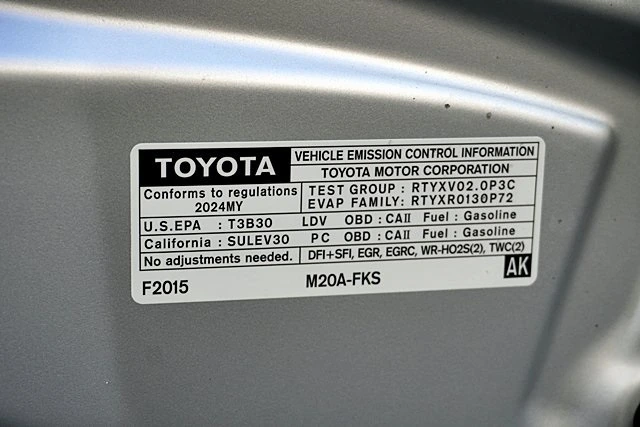 TOYOTA
VEHICLE EMISSION CONTROL INFORMATION
TOYOTA MOTOR CORPORATION
Conforms to regulations
2024MY
TEST GROUP : RTYXV02.0P3C
EVAP FAMILY: RTYXR0130P72
U.S.EPA : T3B30 LDV OBD : CAII Fuel : Gasoline
California : SULEV30 PC OBD : CAII Fuel : Gasoline
No adjustments needed. DFI+SFI, EGR, EGRC, WR-HO2S(2), TWC(2)
F2015 M20A-FKS AK